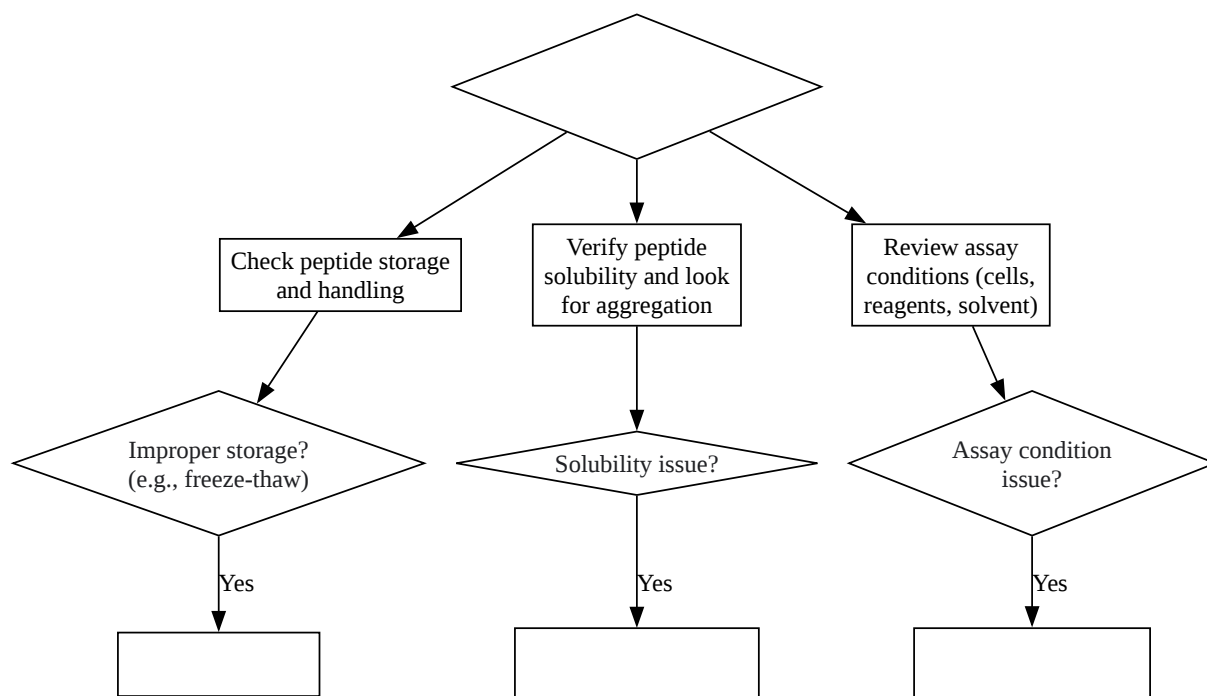 Check peptide storage
and handling
Verify peptide
solubility and look
for aggregation
Review assay
conditions (cells,
reagents, solvent)
Improper storage?
(e.g., freeze-thaw)
Solubility issue?
Assay condition
issue?
Yes
Yes
Yes